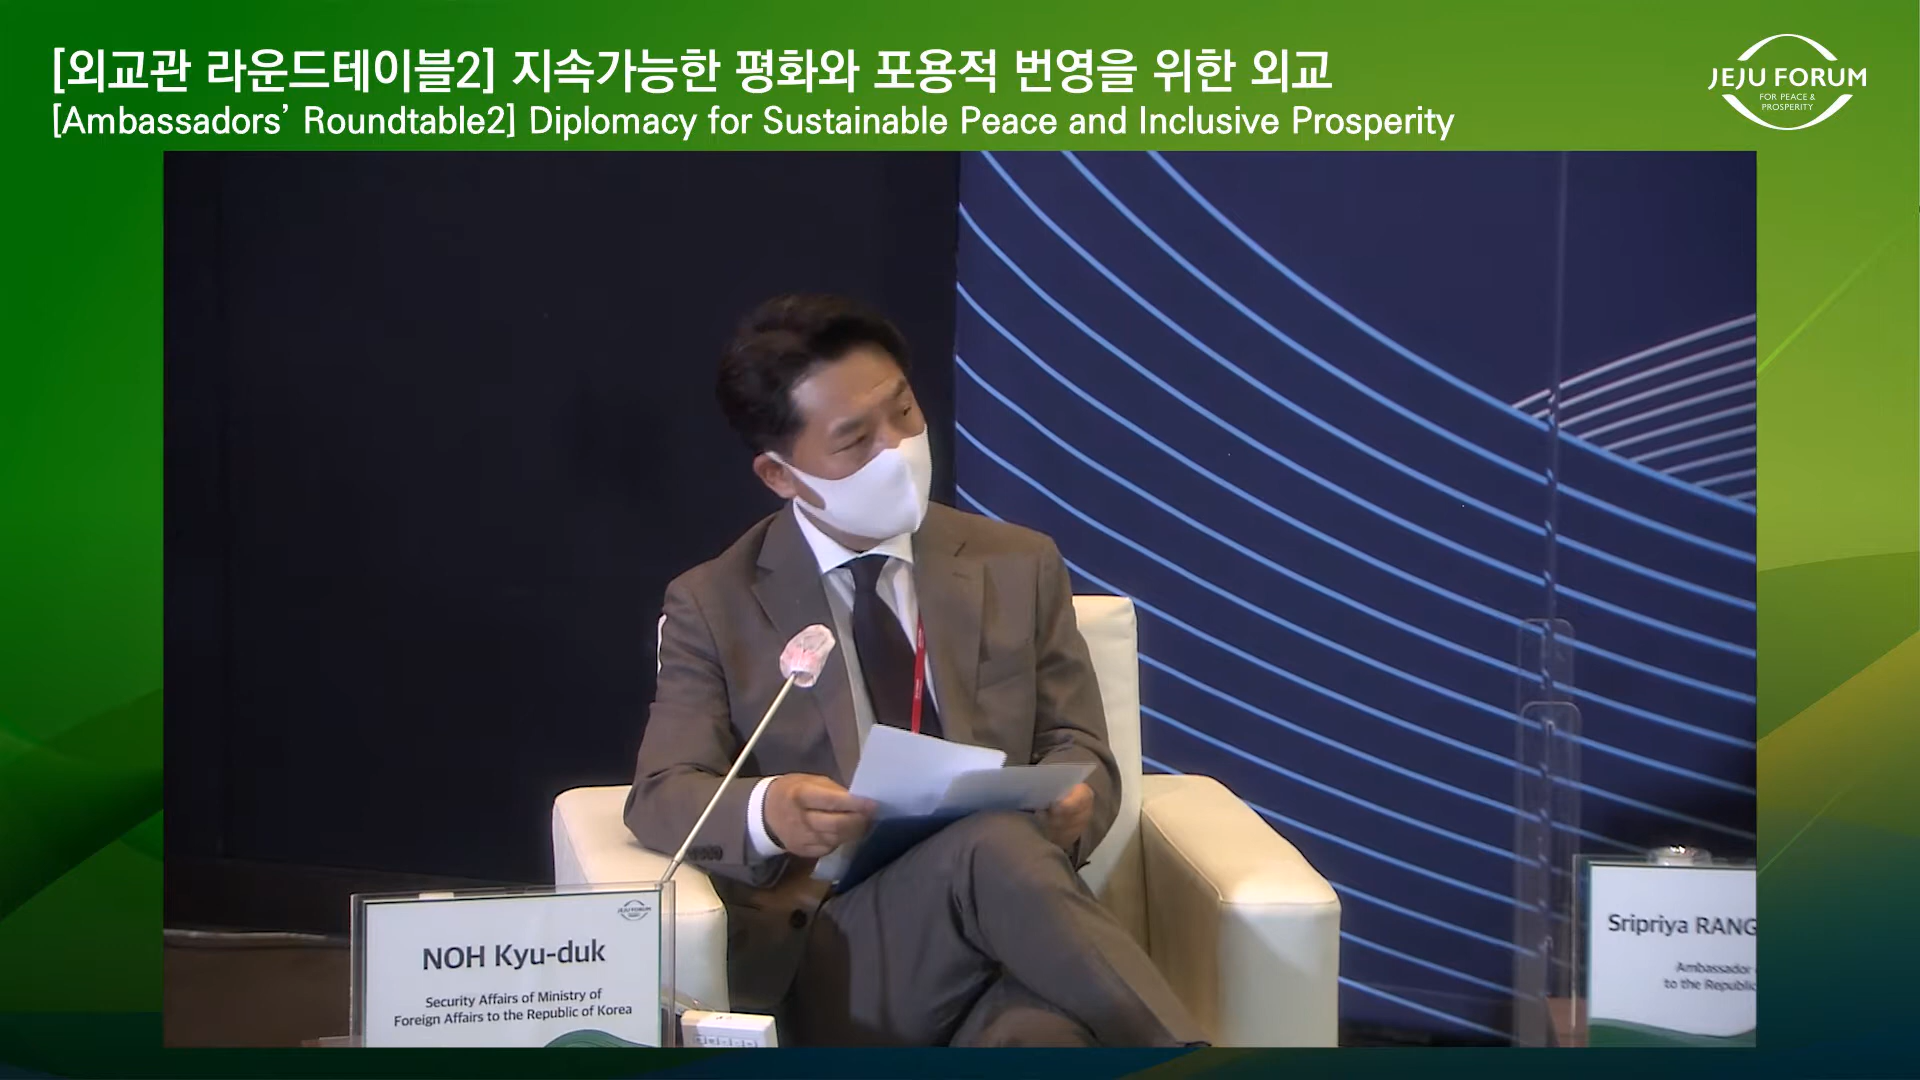 [외교관 라운드테이블2] 지속가능한 평화와 포용적 번영을 위한 외교
[Ambassadors’ Roundtable2] Diplomacy for Sustainable Peace and Inclusive Prosperity
JEJU FORUM
FOR PEACE &
PROSPERITY
JEJU FORUM
NOH Kyu-duk
Security Affairs of Ministry of
Foreign Affairs to the Republic of Korea
Sripriya RANG
Ambassador
to the Republic